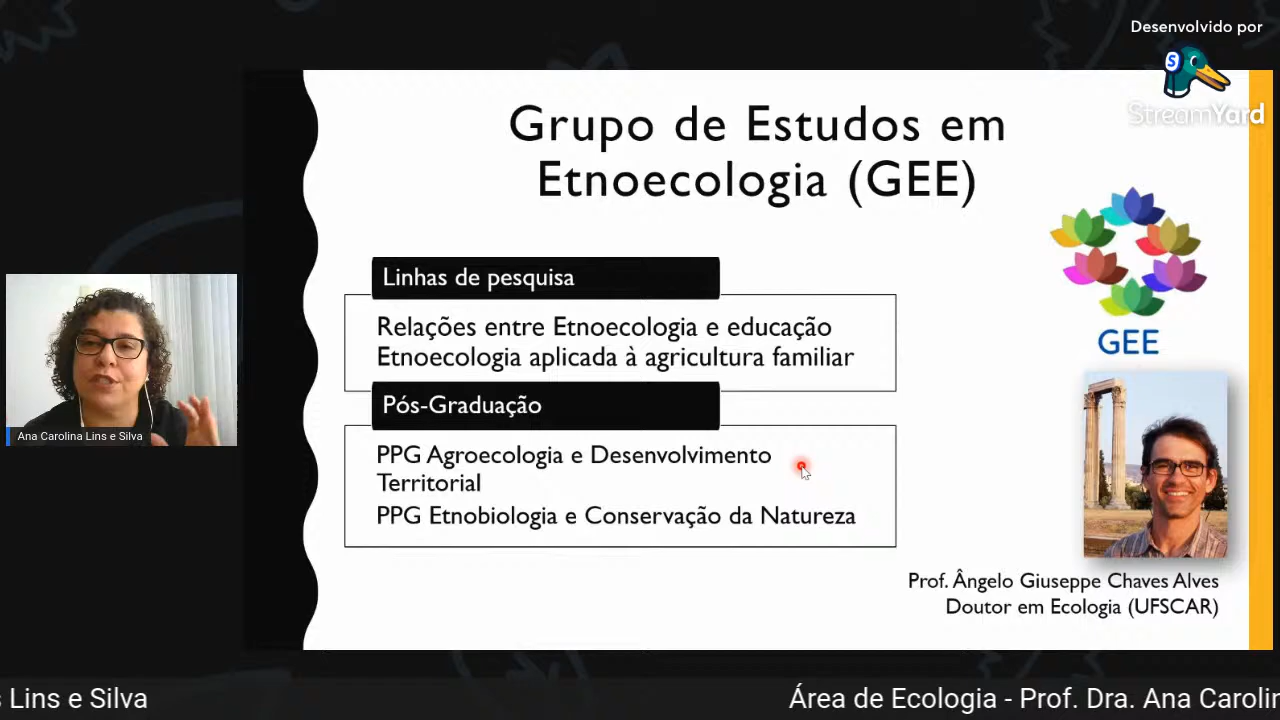 Desenvolvido por
S
StreamYard
Grupo de Estudos em
Etnoecologia (GEE)
GEE
Linhas de pesquisa
Relações entre Etnoecologia e educação
Etnoecologia aplicada à agricultura familiar
Pós-Graduação
PPG Agroecologia e Desenvolvimento
Territorial
PPG Etnobiologia e Conservação da Natureza
Prof. Ângelo Giuseppe Chaves Alves
Doutor em Ecologia (UFSCAR)
Ana Carolina Lins e Silva
s Lins e Silva
Área de Ecologia - Prof. Dra. Ana Carolin